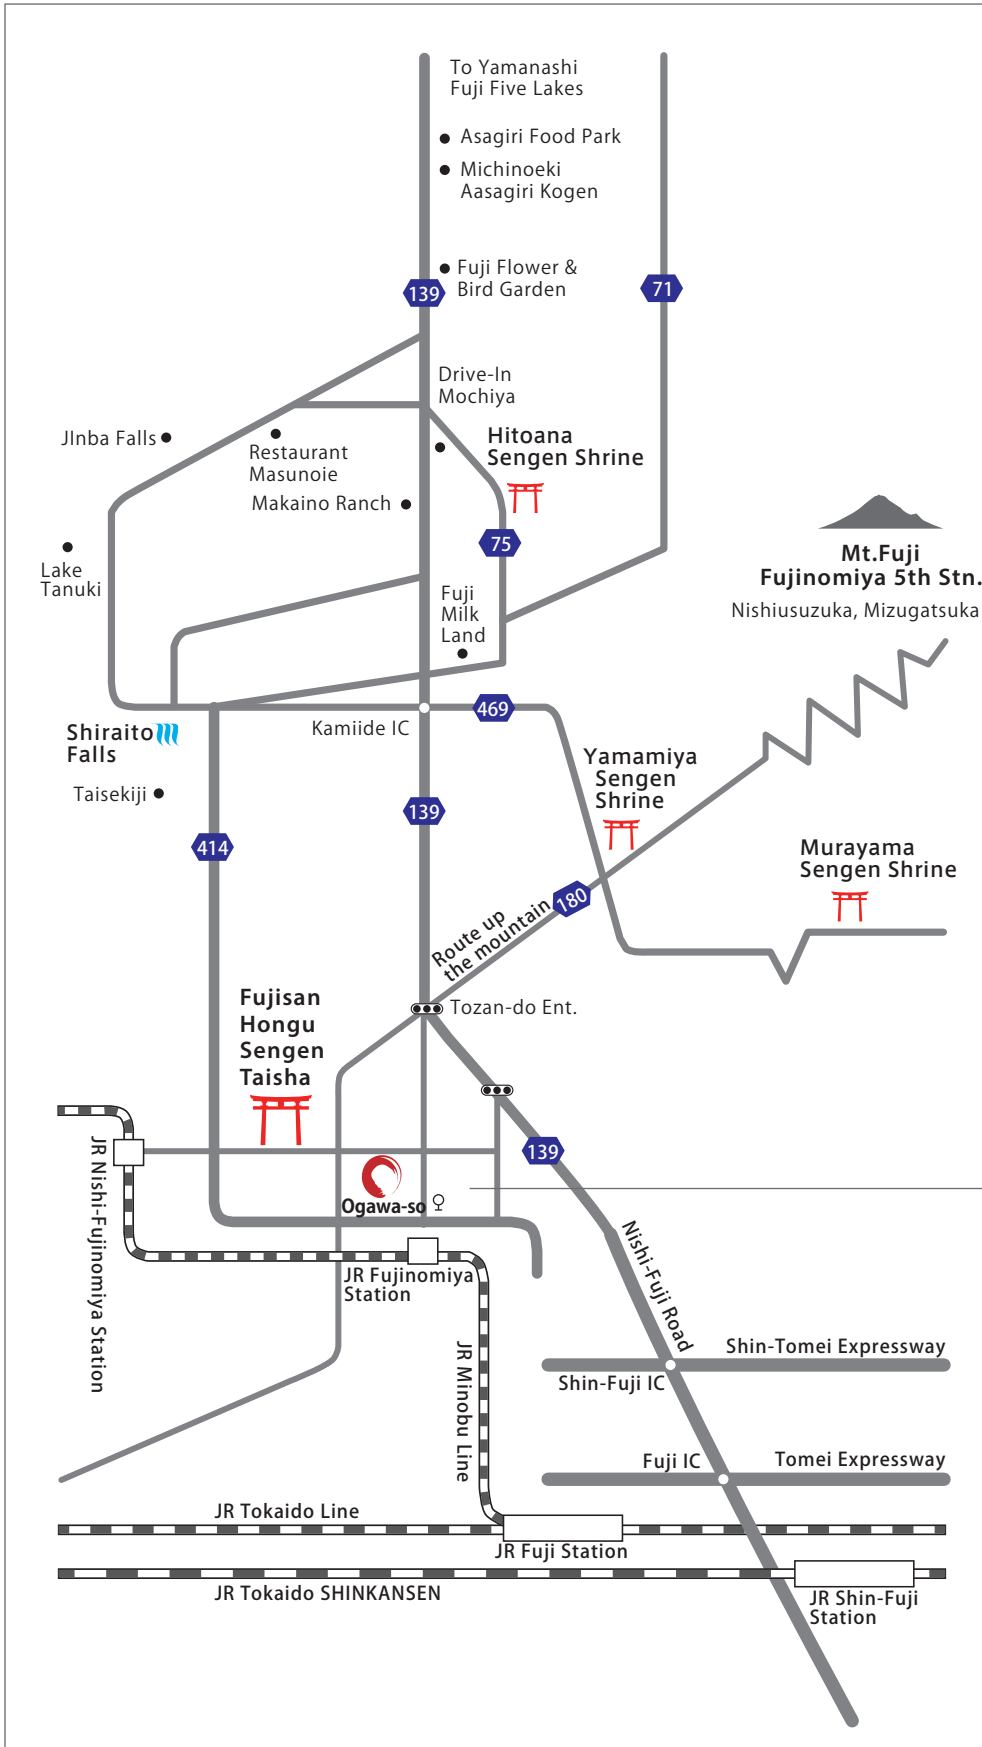 To Yamanashi
Fuji Five Lakes
Asagiri Food Park
Michinoeki
Aasagiri Kogen
Fuji Flower &
Bird Garden
139
71
Drive-In
Mochiya
JInba Falls
Restaurant
Masunoie
Hitoana
Sengen Shrine
Makaino Ranch
75
Lake
Tanuki
Fuji
Milk
Land
Mt.Fuji
Fujinomiya 5th Stn.
Nishiusuzuka, Mizugatsuka
469
Kamiide IC
Shiraito
Falls
Taisekiji
Yamamiya
Sengen
Shrine
139
414
Murayama
Sengen Shrine
180
Route up
the mountain
Tozan-do Ent.
Fujisan
Hongu
Sengen
Taisha
139
JR Nishi-Fujinomiya Station
Ogawa-so
JR Fujinomiya
Station
Nishi-Fuji Road
JR Minobu Line
Shin-Tomei Expressway
Shin-Fuji IC
Fuji IC
Tomei Expressway
JR Tokaido Line
JR Fuji Station
JR Tokaido SHINKANSEN
JR Shin-Fuji
Station